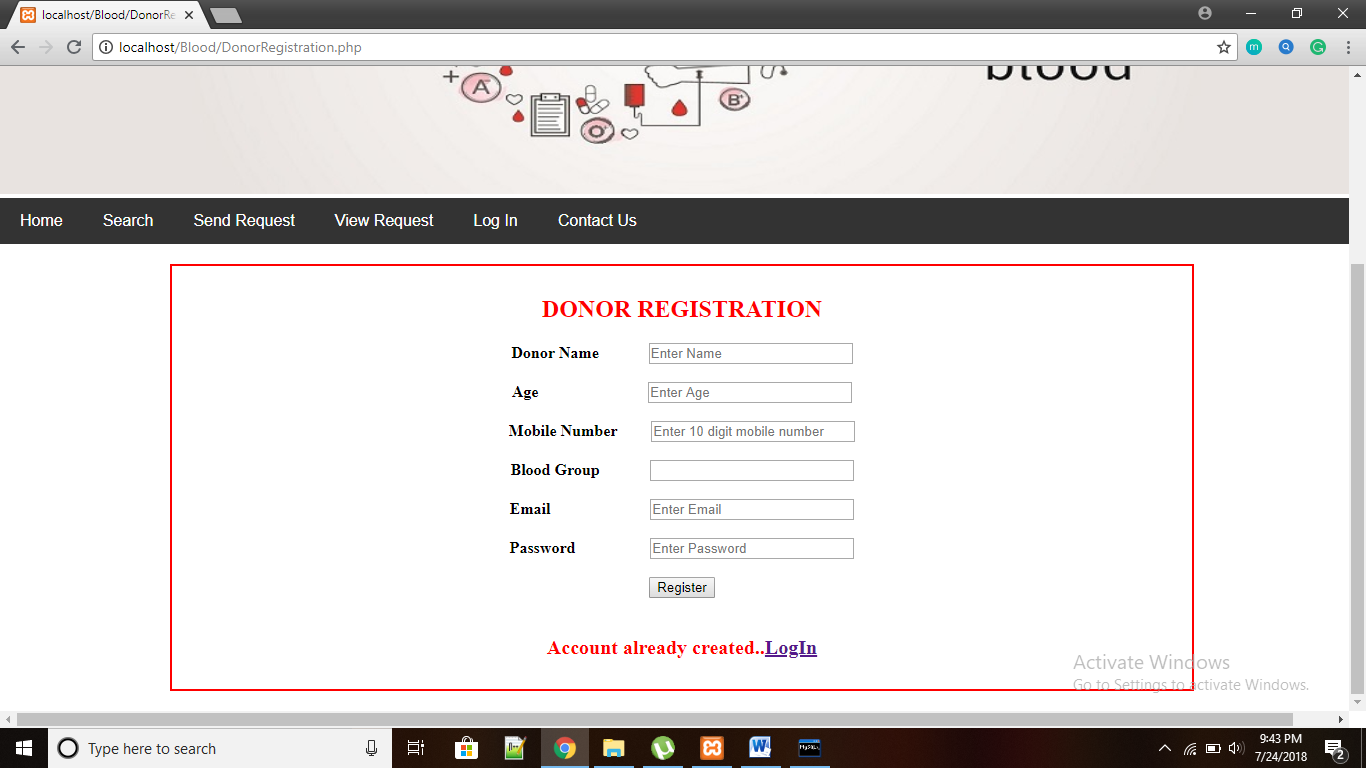 localhost/Blood/DonorRe
localhost/Blood/DonorRegistration.php
blood
A-
B+
O+
Home Search Send Request View Request Log In Contact Us
DONOR REGISTRATION
Donor Name Enter Name
Age Enter Age
Mobile Number Enter 10 digit mobile number
Blood Group
Email Enter Email
Password Enter Password
Register
Account already created..LogIn
Activate Windows
Go to Settings to activate Windows.
Type here to search
9:43 PM
7/24/2018
2